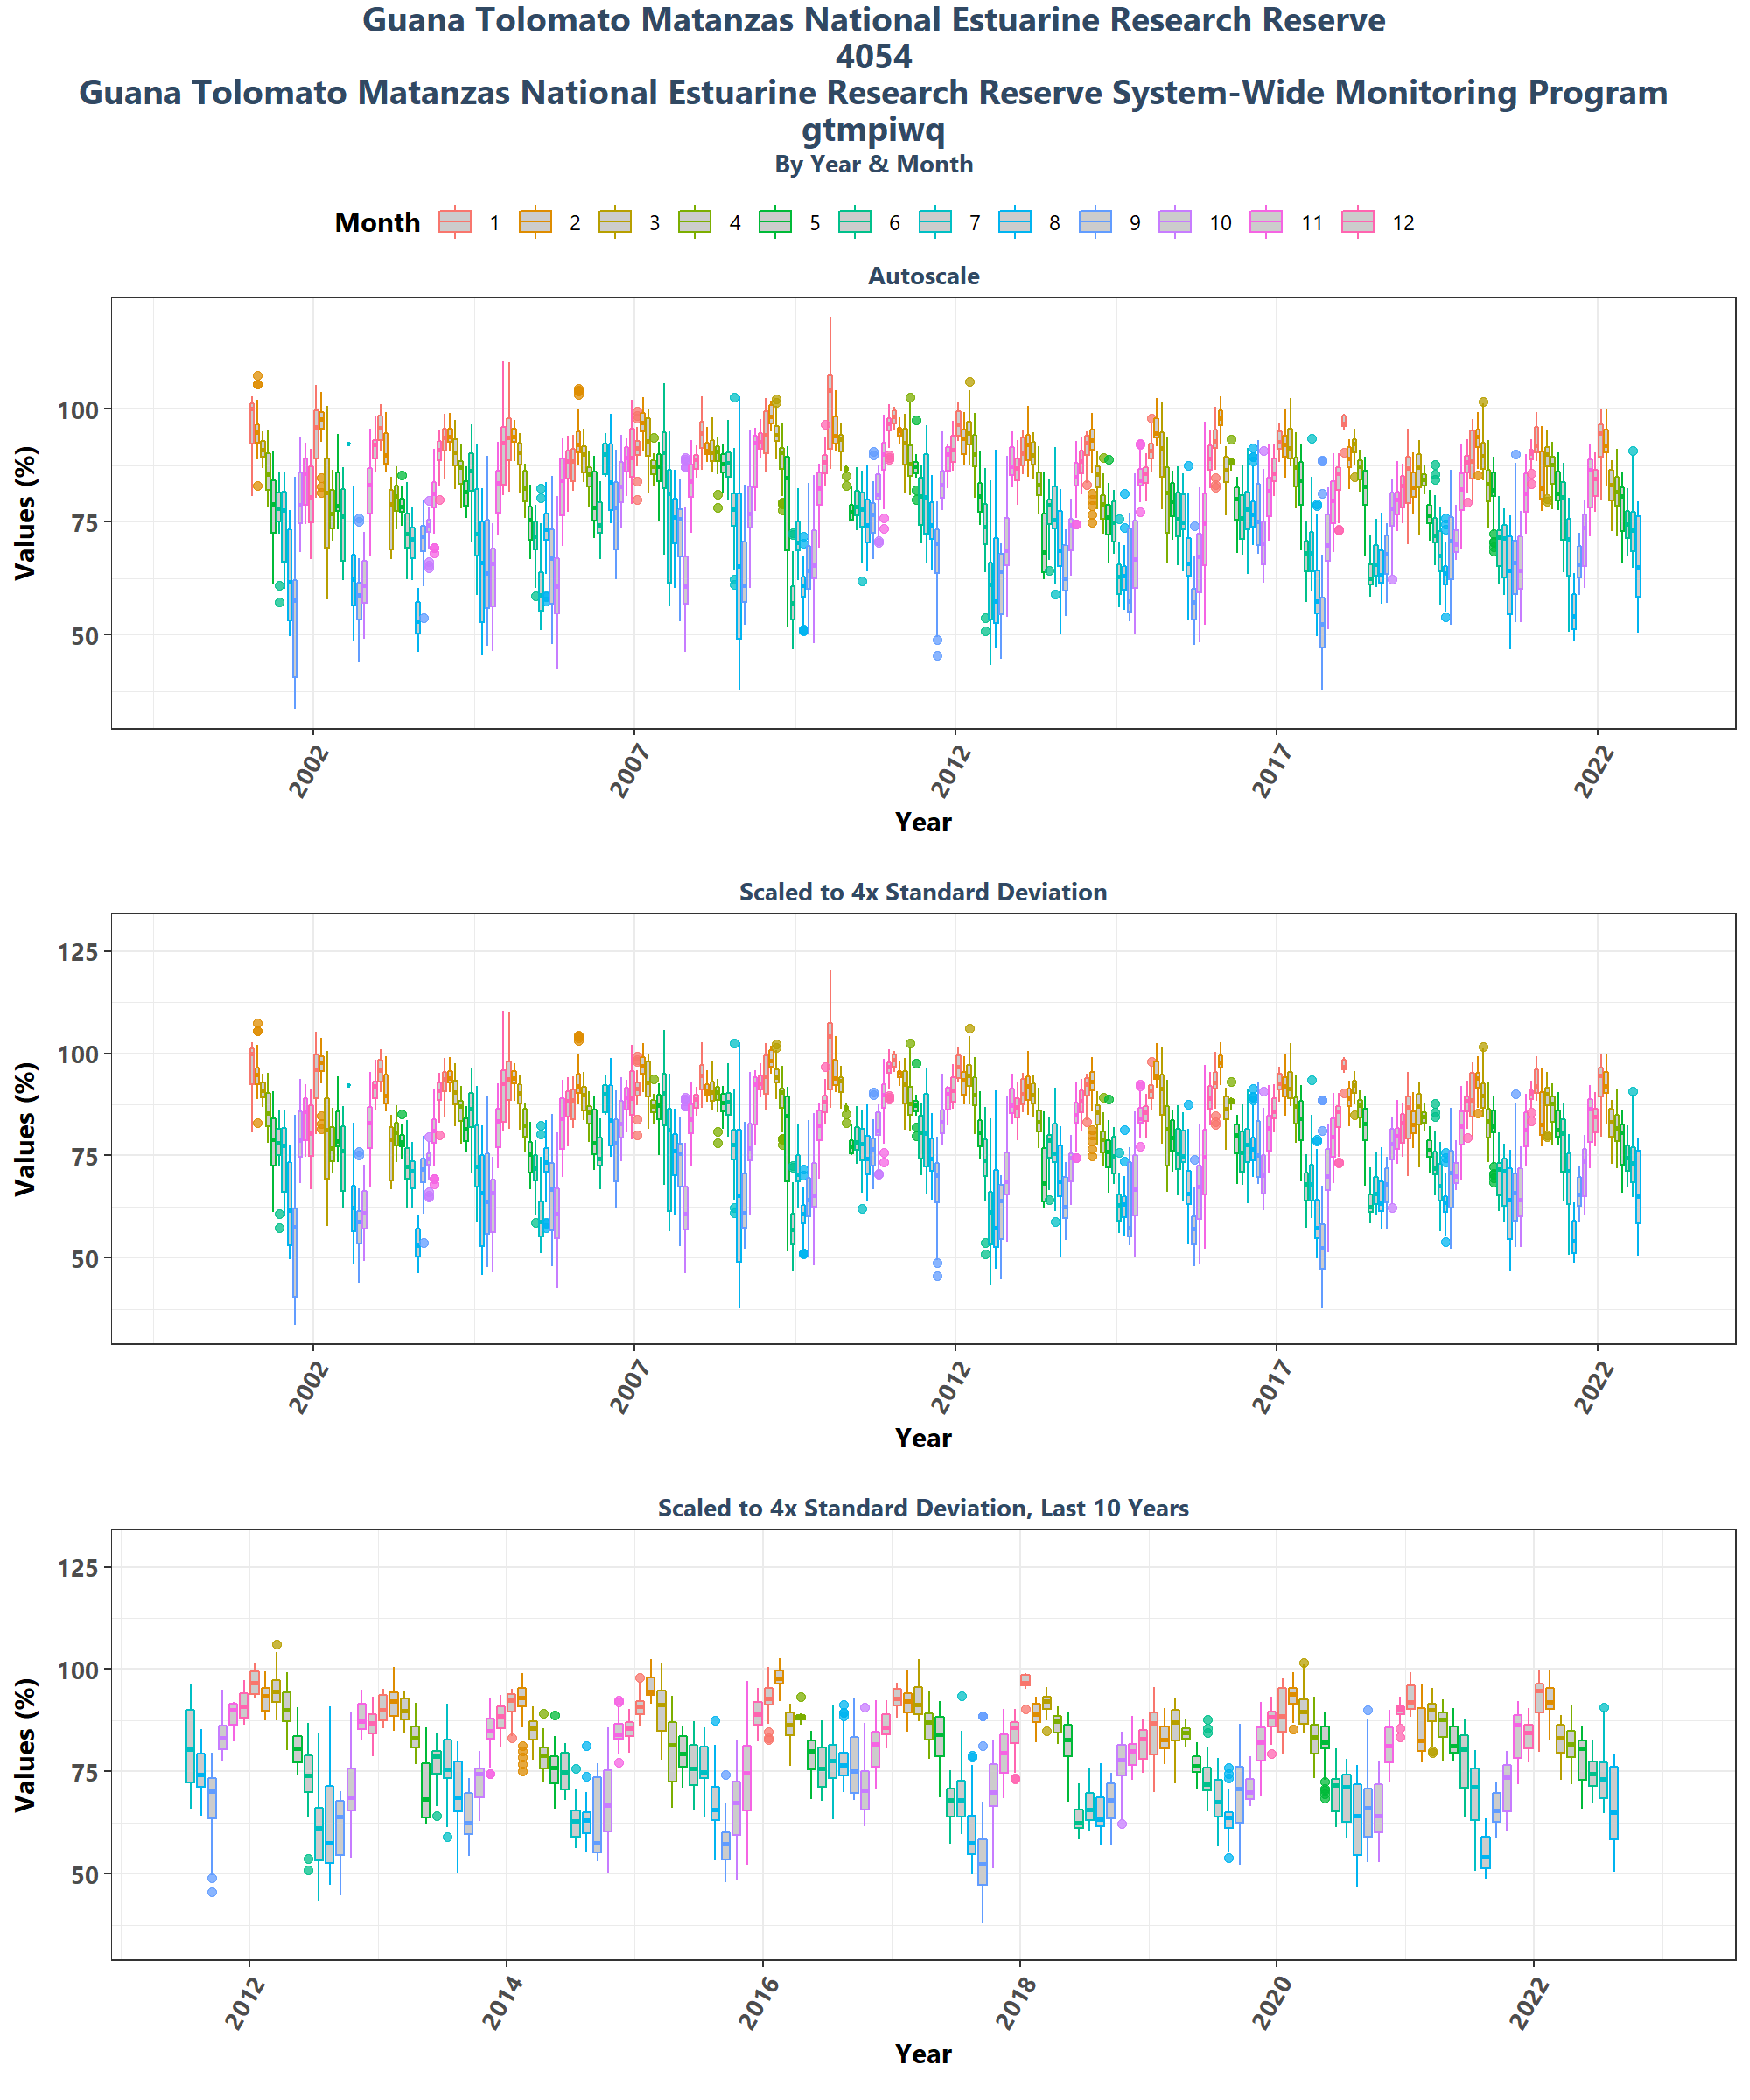 Guana Tolomato Matanzas National Estuarine Research Reserve
4054
Guana Tolomato Matanzas National Estuarine Research Reserve System-Wide Monitoring Program
gtmpiwq
By Year & Month
Month 1 2 3 4 5 6 7 8 9 10 11 12
Autoscale
Values (%)
100
75
50
2002 2007 2012 2017 2022
Year
Scaled to 4x Standard Deviation
Values (%)
125
100
75
50
2002 2007 2012 2017 2022
Year
Scaled to 4x Standard Deviation, Last 10 Years
Values (%)
125
100
75
50
2012 2014 2016 2018 2020 2022
Year